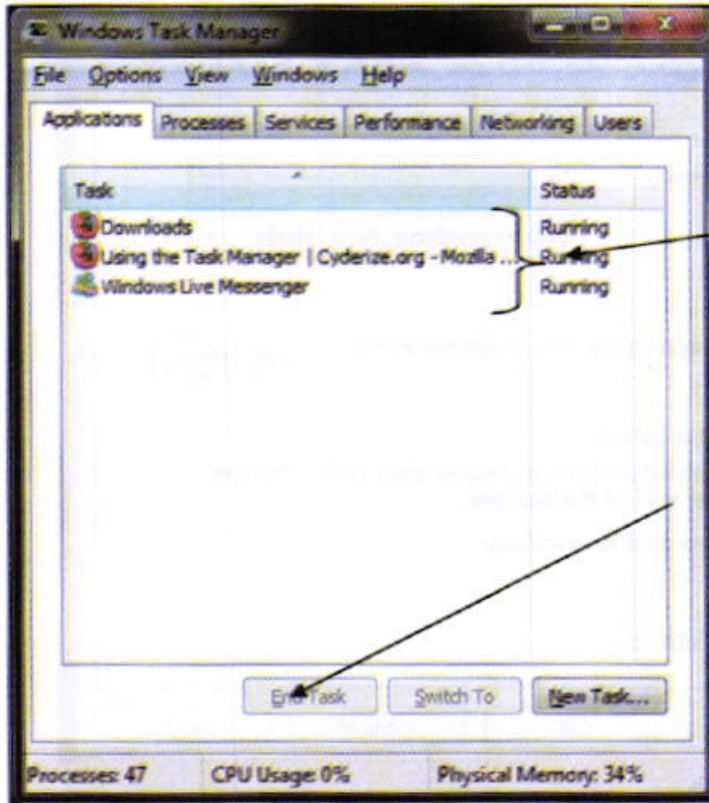 Windows Task Manager
File Options View Windows Help
Applications Processes Services Performance Networking Users
Task Status
Downloads Running
Using the Task Manager | Cyderize.org - Mozilla ... Running
Windows Live Messenger Running
End Task Switch To New Task...
Processes: 47 CPU Usage: 0% Physical Memory: 34%